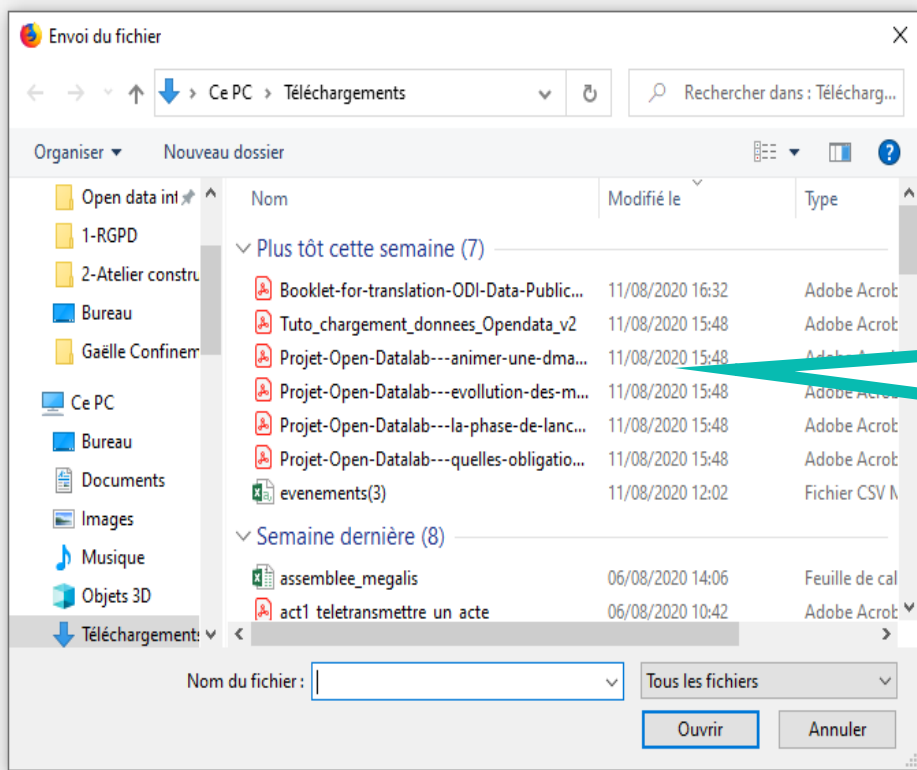 Envoi du fichier
Ce PC > Téléchargements
Rechercher dans : Télécharg...
Organiser
Nouveau dossier
Open data int
1-RGPD
2-Atelier constru
Bureau
Gaëlle Confinem
Ce PC
Bureau
Documents
Images
Musique
Objets 3D
Téléchargements
Nom Modifié le Type
Plus tôt cette semaine (7)
Booklet-for-translation-ODI-Data-Public... 11/08/2020 16:32 Adobe Acrob
Tuto_chargement_donnees_Opendata_v2 11/08/2020 15:48 Adobe Acrob
Projet-Open-Datalab---animer-une-dma... 11/08/2020 15:48 Adobe
Projet-Open-Datalab---evollution-des-m... 11/08/2020 15:48 Adobe Acrob
Projet-Open-Datalab---la-phase-de-lanc... 11/08/2020 15:48 Adobe Acrob
Projet-Open-Datalab---quelles-obligatio... 11/08/2020 15:48 Adobe Acrob
evenements(3) 11/08/2020 12:02 Fichier CSV M
Semaine dernière (8)
assemblee_megalis 06/08/2020 14:06 Feuille de cal
act1_teletransmettre_un_acte 06/08/2020 10:42 Adobe Acrob
Nom du fichier :
Tous les fichiers
Ouvrir
Annuler